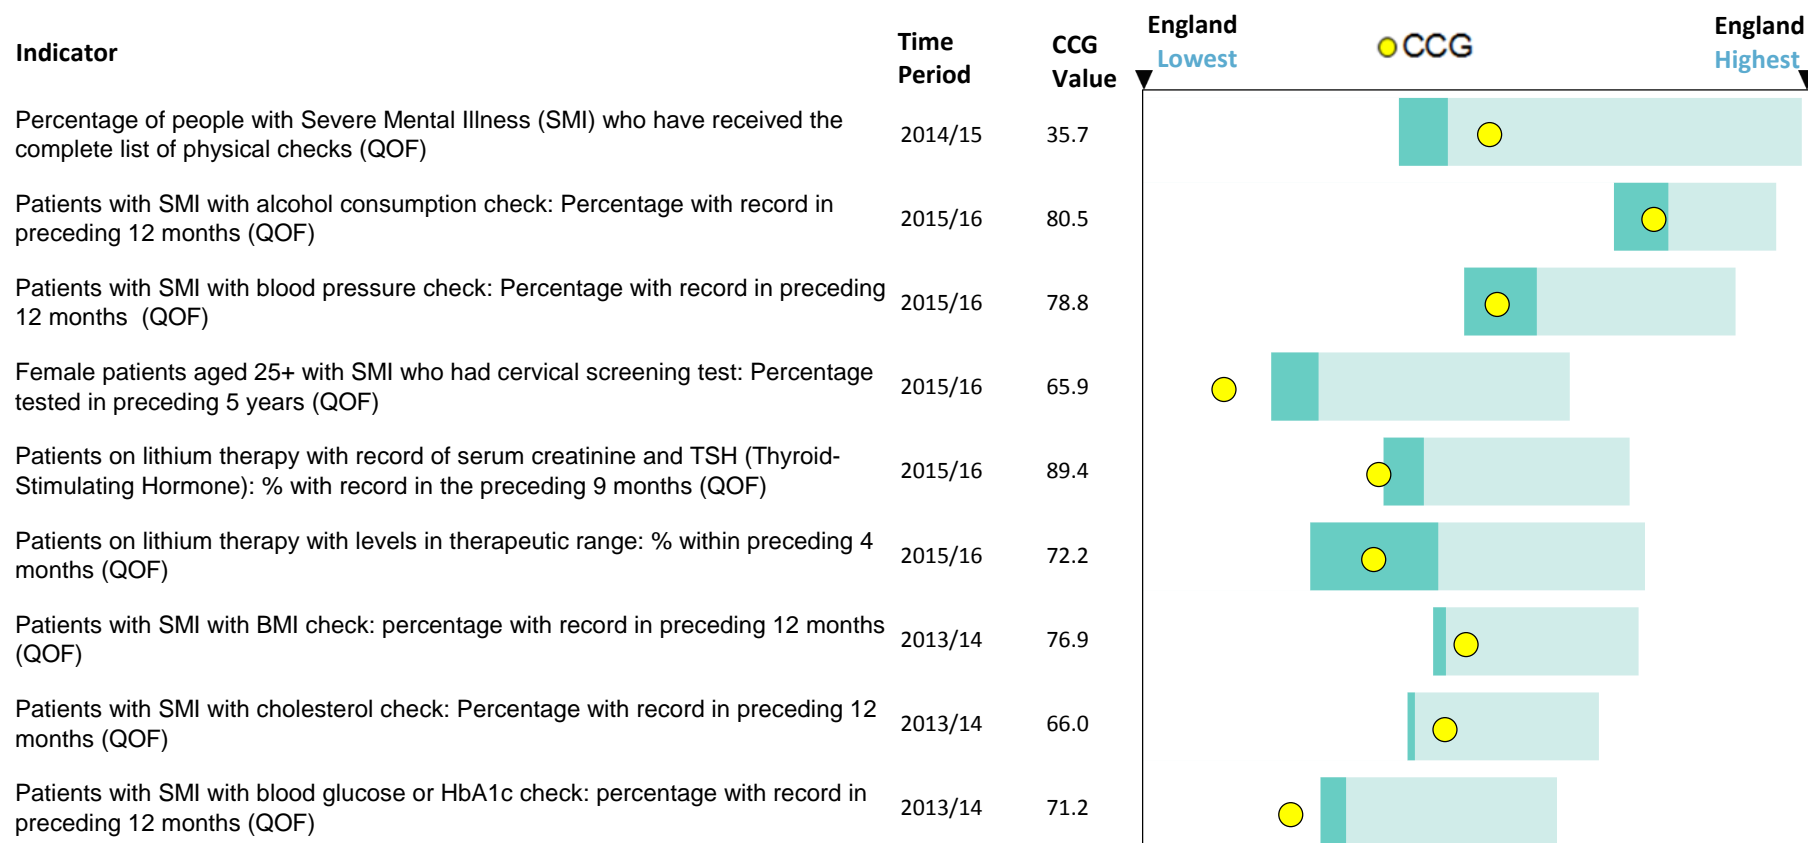 Indicator
Time
Period
CCG
Value
England
Lowest
CCG
England
Highest
Percentage of people with Severe Mental Illness (SMI) who have received the
complete list of physical checks (QOF)
2014/15
35.7
Patients with SMI with alcohol consumption check: Percentage with record in
preceding 12 months (QOF)
2015/16
80.5
Patients with SMI with blood pressure check: Percentage with record in preceding
12 months  (QOF)
2015/16
78.8
Female patients aged 25+ with SMI who had cervical screening test: Percentage
tested in preceding 5 years (QOF)
2015/16
65.9
Patients on lithium therapy with record of serum creatinine and TSH (Thyroid-
Stimulating Hormone): % with record in the preceding 9 months (QOF)
2015/16
89.4
Patients on lithium therapy with levels in therapeutic range: % within preceding 4
months (QOF)
2015/16
72.2
Patients with SMI with BMI check: percentage with record in preceding 12 months
(QOF)
2013/14
76.9
Patients with SMI with cholesterol check: Percentage with record in preceding 12
months (QOF)
2013/14
66.0
Patients with SMI with blood glucose or HbA1c check: percentage with record in
preceding 12 months (QOF)
2013/14
71.2